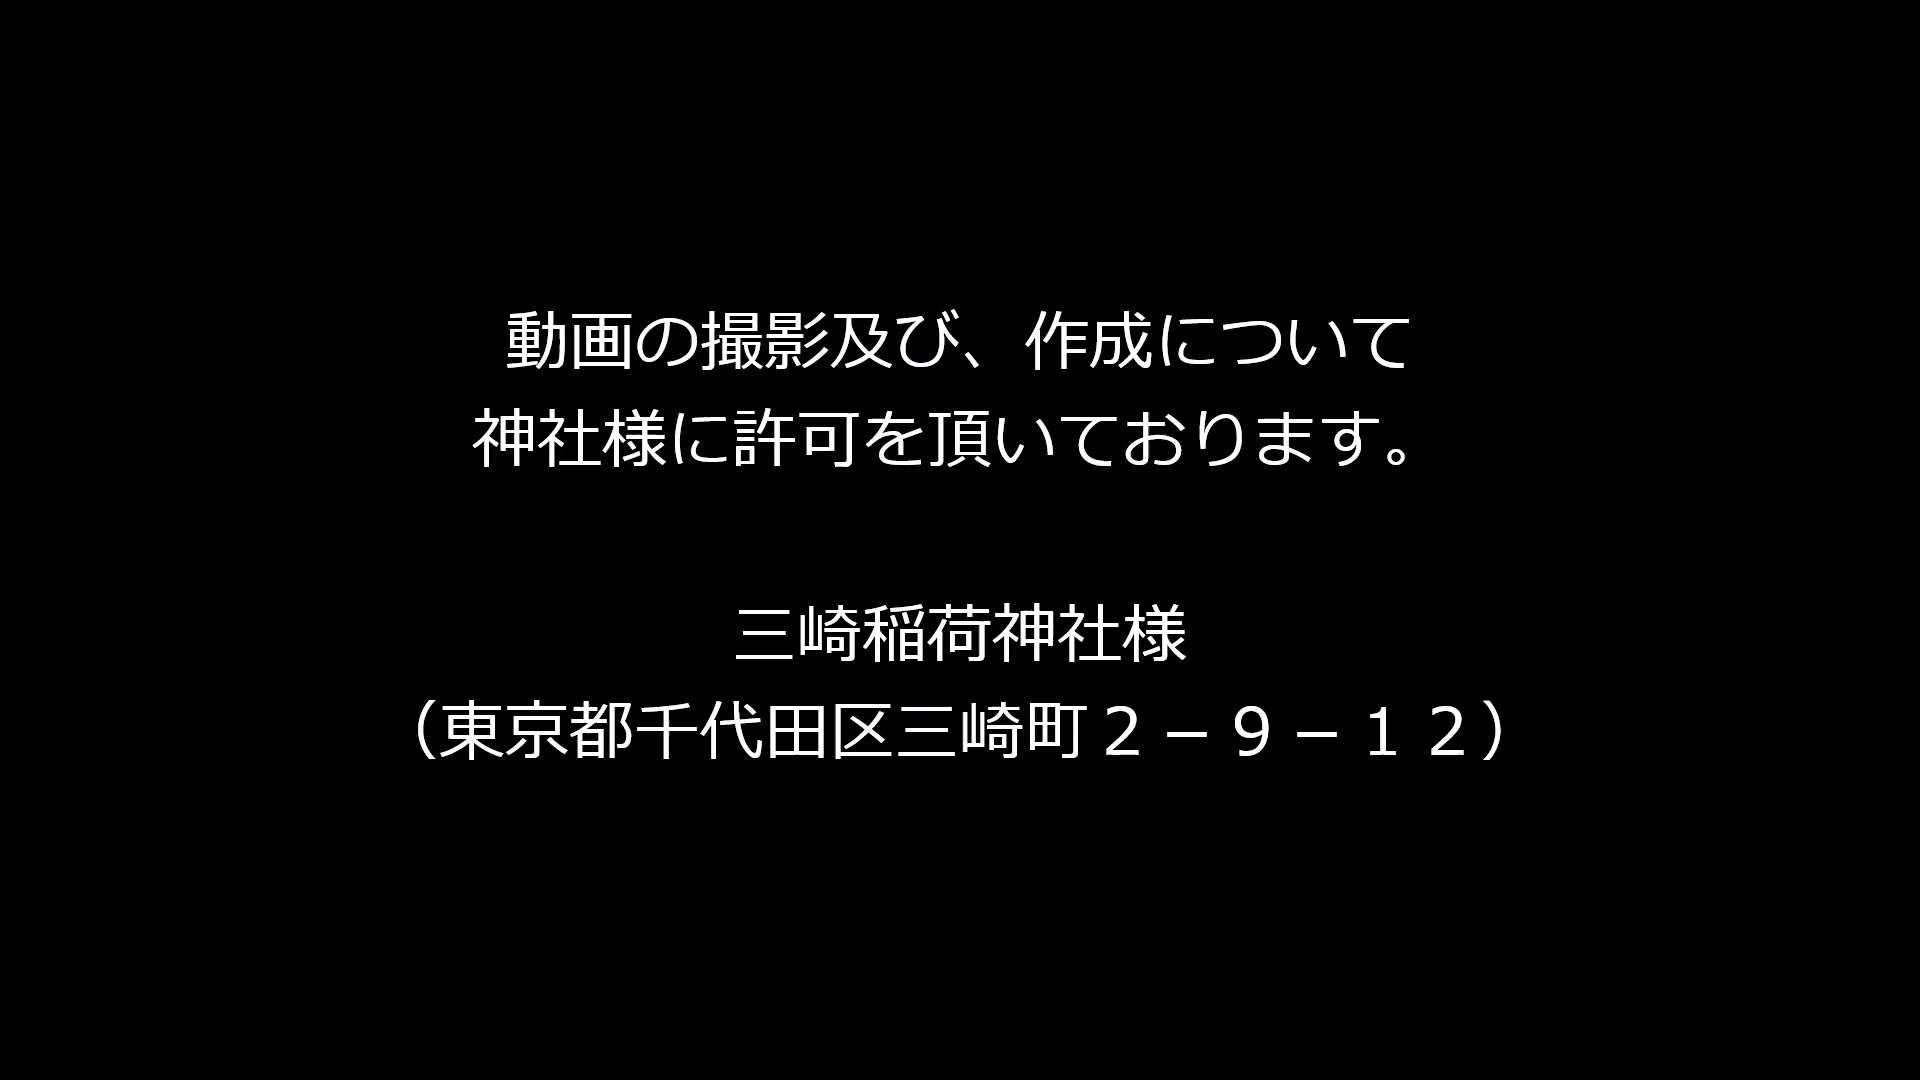 動画の撮影及び、作成について
神社様に許可を頂いております。
三崎稲荷神社様
（東京都千代田区三崎町２－９－１２）